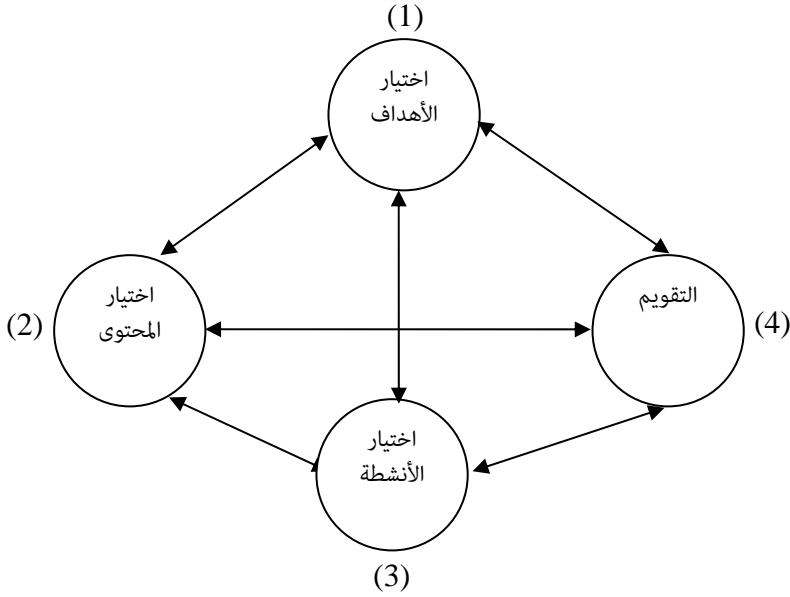 (1)
اختيار
الأهداف
اختيار
المحتوى
(2)
التقويم
(4)
اختيار
الأنشطة
(3)